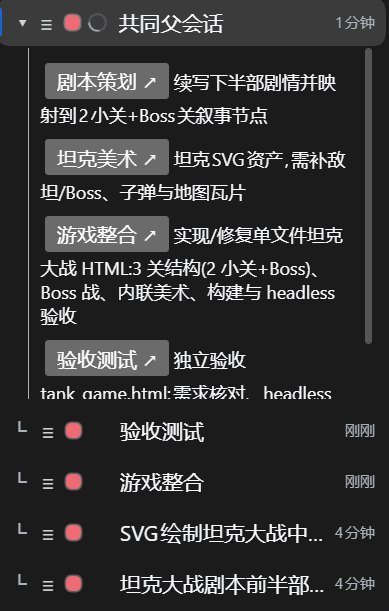 共同父会话 1分钟
剧本策划 ↗ 续写下半部剧情并映
射到2小关+Boss关叙事节点
坦克美术 ↗ 坦克SVG资产,需补敌
坦/Boss、子弹与地图瓦片
游戏整合 ↗ 实现/修复单文件坦克
大战 HTML:3 关结构(2 小关+Boss)、
Boss 战、内联美术、构建与 headless
验收
验收测试 ↗ 独立验收
tank_game.html:需求核对、headless
验收测试 刚刚
游戏整合 刚刚
SVG绘制坦克大战中... 4分钟
坦克大战剧本前半部... 4分钟